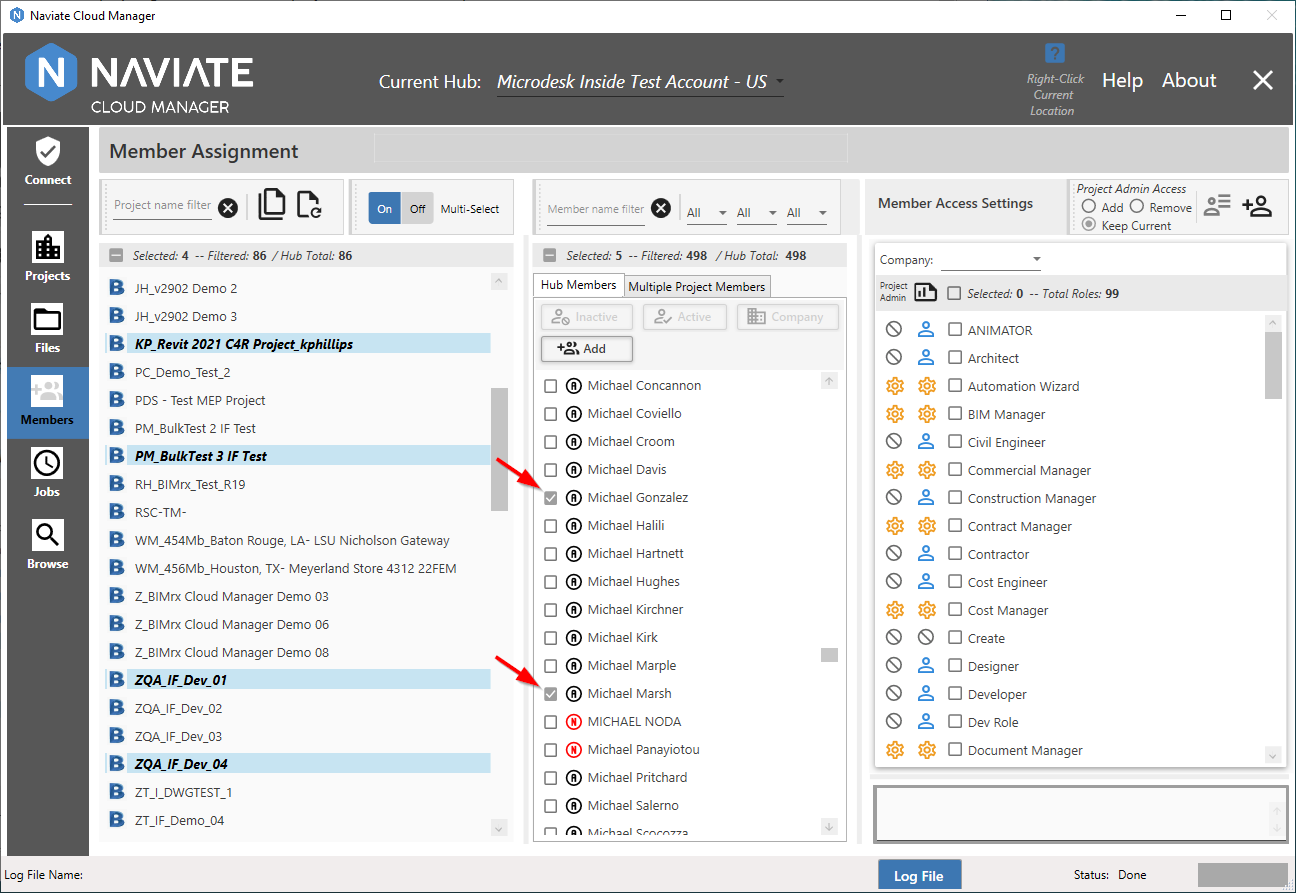 Naviate Cloud Manager
N NAVIATE
CLOUD MANAGER
Current Hub: Microdesk Inside Test Account - US
?
Right-Click
Current
Location
Help About
Connect
Projects
Files
Members
Jobs
Browse
Member Assignment
Project name filter
On Off Multi-Select
Member name filter
All All All
Member Access Settings
Project Admin Access
Add Remove
Keep Current
Selected: 4 -- Filtered: 86 / Hub Total: 86
B JH_v2902 Demo 2
B JH_v2902 Demo 3
B KP_Revit 2021 C4R Project_kphillips
B PC_Demo_Test_2
B PDS - Test MEP Project
B PM_BulkTest 2 IF Test
B PM_BulkTest 3 IF Test
B RH_BIMrx_Test_R19
B RSC-TM-
B WM_454Mb_Baton Rouge, LA- LSU Nicholson Gateway
B WM_456Mb_Houston, TX- Meyerland Store 4312 22FEM
B Z_BIMrx Cloud Manager Demo 03
B Z_BIMrx Cloud Manager Demo 06
B Z_BIMrx Cloud Manager Demo 08
B ZQA_IF_Dev_01
B ZQA_IF_Dev_02
B ZQA_IF_Dev_03
B ZQA_IF_Dev_04
B ZT_I_DWGTEST_1
B ZT_IF_Demo_04
Selected: 5 -- Filtered: 498 / Hub Total: 498
Hub Members Multiple Project Members
Inactive Active Company
Add
A Michael Concannon
A Michael Coviello
A Michael Croom
A Michael Davis
A Michael Gonzalez
A Michael Halili
A Michael Hartnett
A Michael Hughes
A Michael Kirchner
A Michael Kirk
A Michael Marple
A Michael Marsh
N MICHAEL NODA
N Michael Panayiotou
A Michael Pritchard
A Michael Salerno
A Michael Scocozza
Company:
Project
Admin
Selected: 0 -- Total Roles: 99
ANIMATOR
Architect
Automation Wizard
BIM Manager
Civil Engineer
Commercial Manager
Construction Manager
Contract Manager
Contractor
Cost Engineer
Cost Manager
Create
Designer
Developer
Dev Role
Document Manager
Log File Name:
Log File
Status: Done